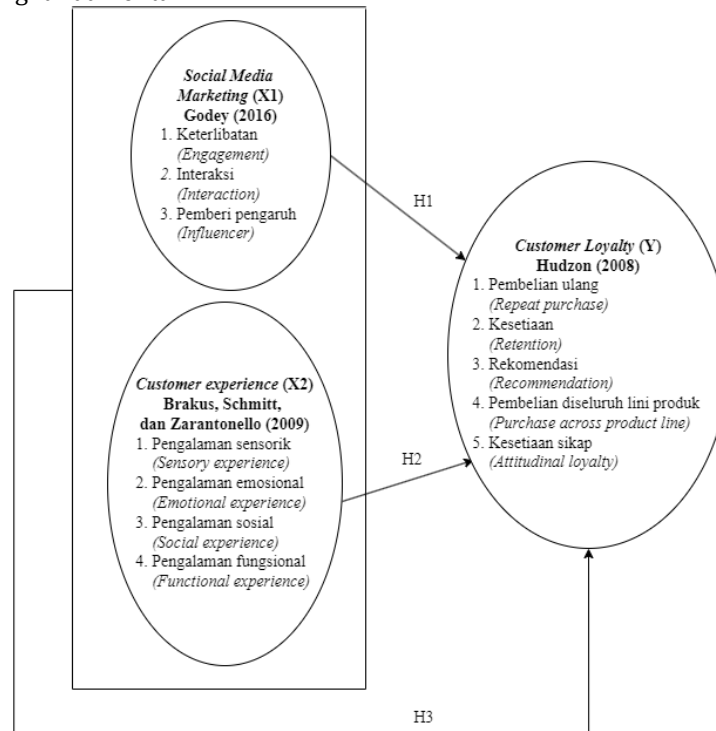 Social Media
Marketing (X1)
Godey (2016)
1. Keterlibatan
(Engagement)
2. Interaksi
(Interaction)
3. Pemberi pengaruh
(Influencer)
H1
Customer Loyalty (Y)
Hudzon (2008)
1. Pembelian ulang
(Repeat purchase)
2. Kesetiaan
(Retention)
3. Rekomendasi
(Recommendation)
4. Pembelian diseluruh lini produk
(Purchase across product line)
5. Kesetiaan sikap
(Attitudinal loyalty)
Customer experience (X2)
Brakus, Schmitt,
dan Zarantonello (2009)
1. Pengalaman sensorik
(Sensory experience)
2. Pengalaman emosional
(Emotional experience)
3. Pengalaman sosial
(Social experience)
4. Pengalaman fungsional
(Functional experience)
H2
H3